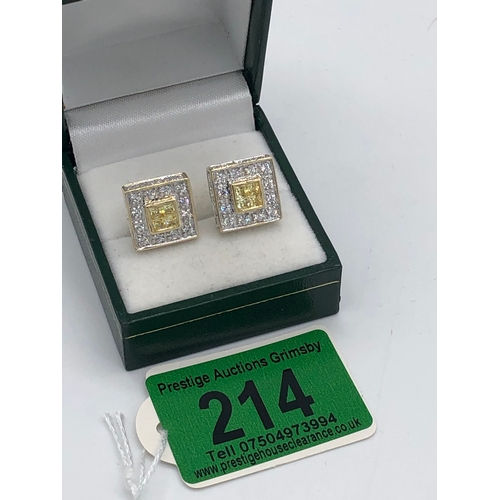 Prestige Auctions Grimsby
214
Tell 07504973994
www.prestigehouseclearance.co.uk